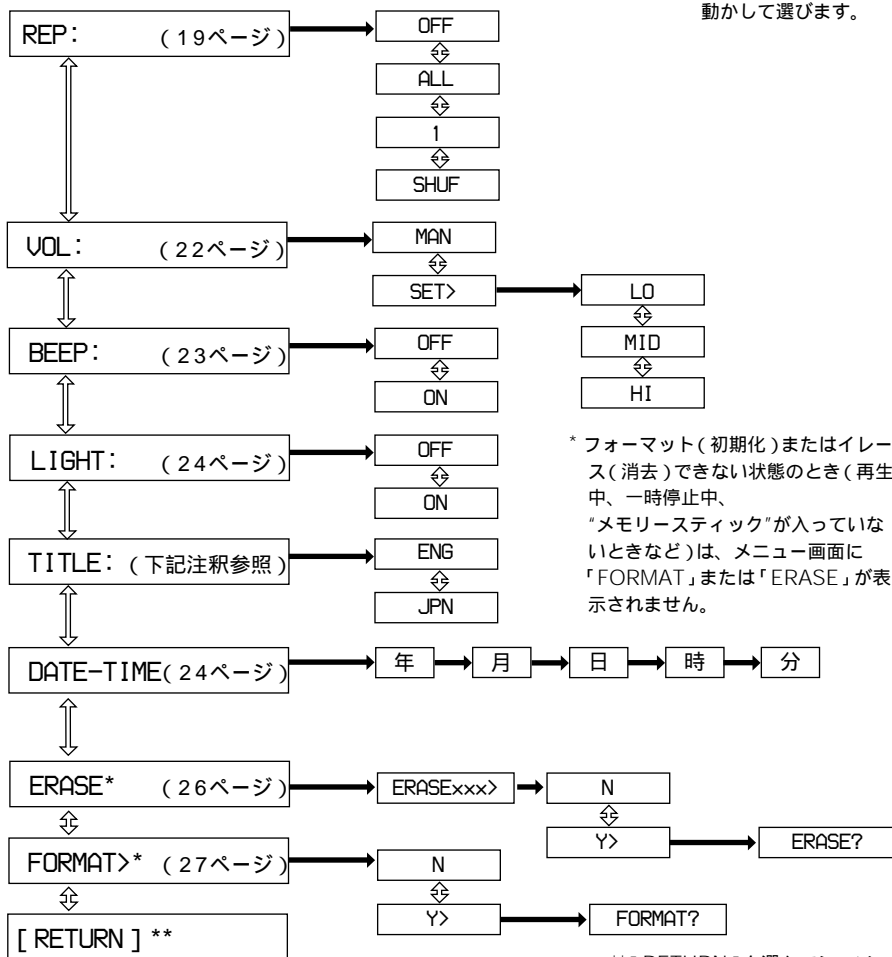 動かして選びます。
REP: (19ページ)
OFF
ALL
1
SHUF
VOL: (22ページ)
MAN
SET>
LO
MID
HI
BEEP: (23ページ)
OFF
ON
LIGHT: (24ページ)
OFF
ON
TITLE: (下記注釈参照)
ENG
JPN
* フォーマット(初期化)またはイレー
ス(消去)できない状態のとき(再生
中、一時停止中、
“メモリースティック”が入っていな
いときなど)は、メニュー画面に
「FORMAT」または「ERASE」が表
示されません。
DATE-TIME(24ページ)
年
月
日
時
分
ERASE* (26ページ)
ERASExxx>
N
Y>
ERASE?
FORMAT>* (27ページ)
N
Y>
FORMAT?
[RETURN] **